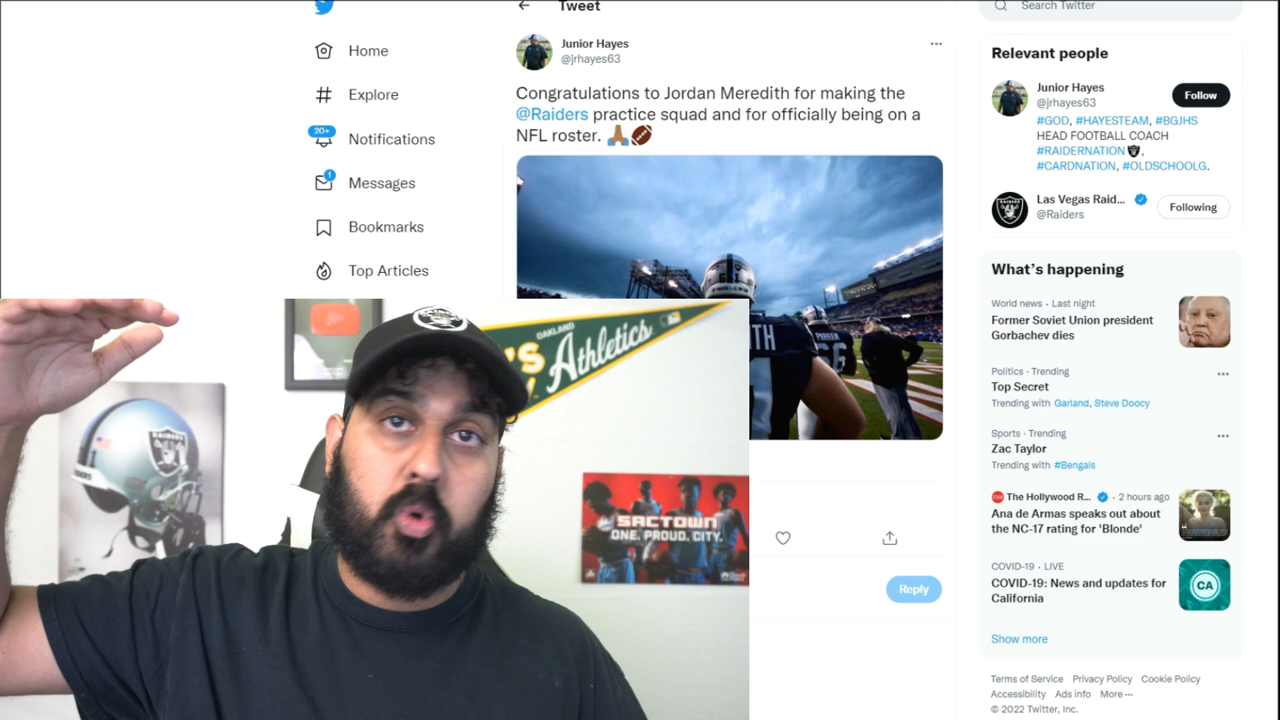 Tweet
Search Twitter
Home
Explore
20+
Notifications
1
Messages
Bookmarks
Top Articles
Junior Hayes
@jrhayes63
Congratulations to Jordan Meredith for making the
@Raiders practice squad and for officially being on a
NFL roster. 🙏🏽🏈
61
TH
PARHAM
66
Reply
Relevant people
Junior Hayes
@jrhayes63
Follow
#GOD, #HAYESTEAM, #BGJHS
HEAD FOOTBALL COACH
#RAIDERNATION ,
#CARDNATION, #OLDSCHOOLG.
Las Vegas Raid...
@Raiders
Following
What's happening
World news · Last night
Former Soviet Union president
Gorbachev dies
Politics · Trending
Top Secret
Trending with Garland, Steve Doocy
Sports · Trending
Zac Taylor
Trending with #Bengals
The Hollywood R... · 2 hours ago
Ana de Armas speaks out about
the NC-17 rating for 'Blonde'
COVID-19 · LIVE
COVID-19: News and updates for
California
CA
Show more
Terms of Service Privacy Policy Cookie Policy
Accessibility Ads info More ···
© 2022 Twitter, Inc.
RAIDERS
OAKLAND
A'S
Athletics
SACTOWN
ONE. PROUD. CITY.